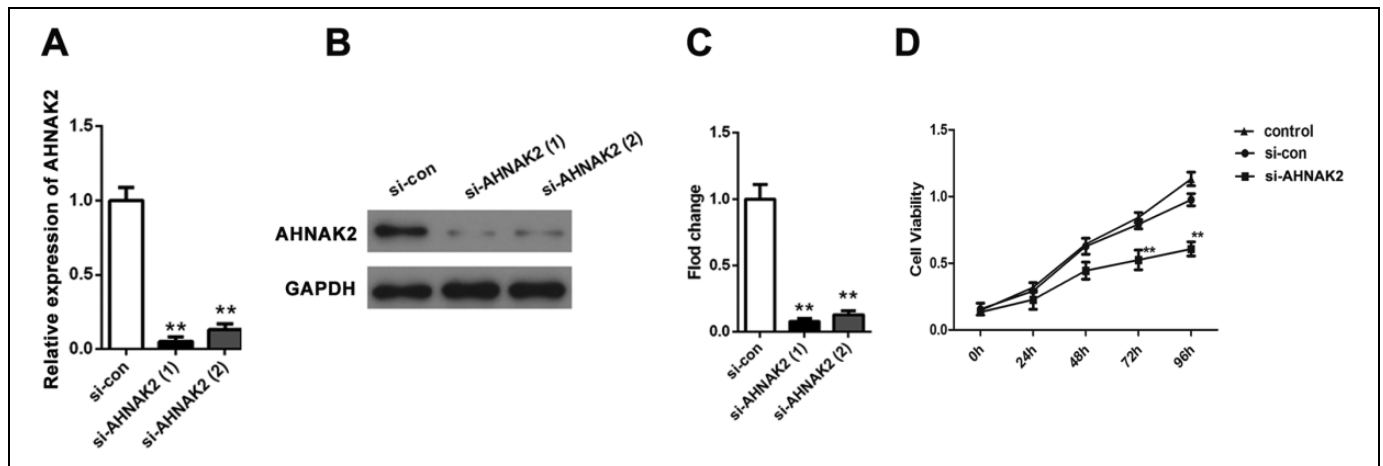 A
Relative expression of AHNAK2
1.5
1.0
0.5
0.0
**
**
si-con
si-AHNAK2 (1)
si-AHNAK2 (2)
B
si-con
si-AHNAK2 (1)
si-AHNAK2 (2)
AHNAK2
GAPDH
C
Flod change
1.5
1.0
0.5
0.0
**
**
si-con
si-AHNAK2 (1)
si-AHNAK2 (2)
D
Cell Viability
1.5
1.0
0.5
0.0
**
**
0h
24h
48h
72h
96h
control
si-con
si-AHNAK2